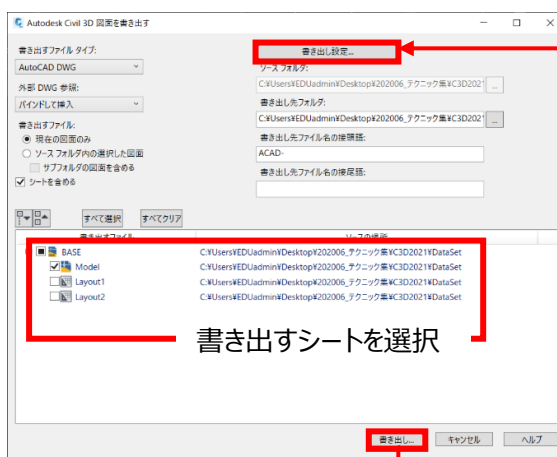 Autodesk Civil 3D 図面を書き出す
書き出すファイル タイプ:
AutoCAD DWG
外部 DWG 参照:
バインドして挿入
書き出すファイル:
現在の図面のみ
ソース フォルダ内の選択した図面
サブフォルダの図面を含める
シートを含める
書き出し設定...
ソース フォルダ:
C:¥Users¥EDUadmin¥Desktop¥202006_テクニック集¥C3D2021 ...
書き出し先フォルダ:
C:¥Users¥EDUadmin¥Desktop¥202006_テクニック集¥C3D2021 ...
書き出し先ファイル名の接頭語:
ACAD-
書き出し先ファイル名の接尾語:
すべて選択 すべてクリア
書き出すファイル ソースの場所
BASE C:¥Users¥EDUadmin¥Desktop¥202006_テクニック集¥C3D2021¥DataSet
Model C:¥Users¥EDUadmin¥Desktop¥202006_テクニック集¥C3D2021¥DataSet
Layout1 C:¥Users¥EDUadmin¥Desktop¥202006_テクニック集¥C3D2021¥DataSet
Layout2 C:¥Users¥EDUadmin¥Desktop¥202006_テクニック集¥C3D2021¥DataSet
書き出すシートを選択
書き出し... キャンセル ヘルプ